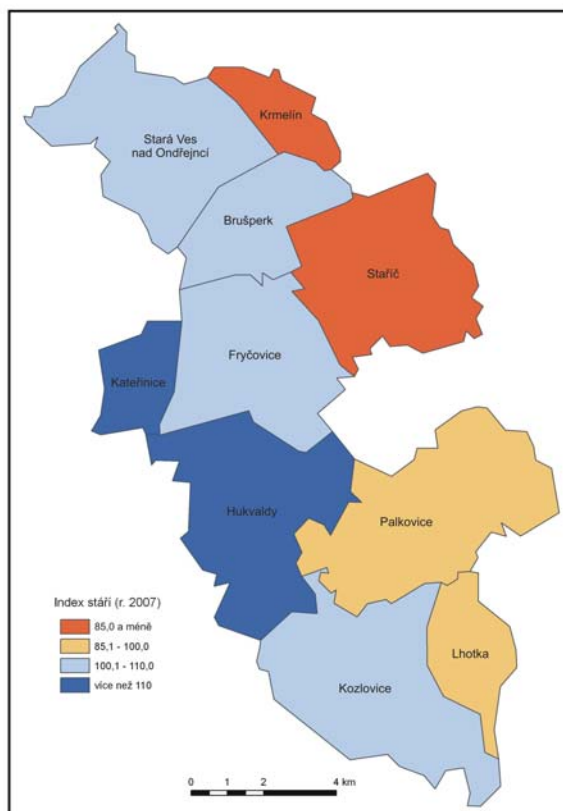 Krmelín
Stará Ves
nad Ondřejncí
Brušperk
Staříč
Fryčovice
Kateřinice
Hukvaldy
Palkovice
Lhotka
Kozlovice
Index stáří (r. 2007)
85,0 a méně
85,1 - 100,0
100,1 - 110,0
více než 110
0 1 2 4 km